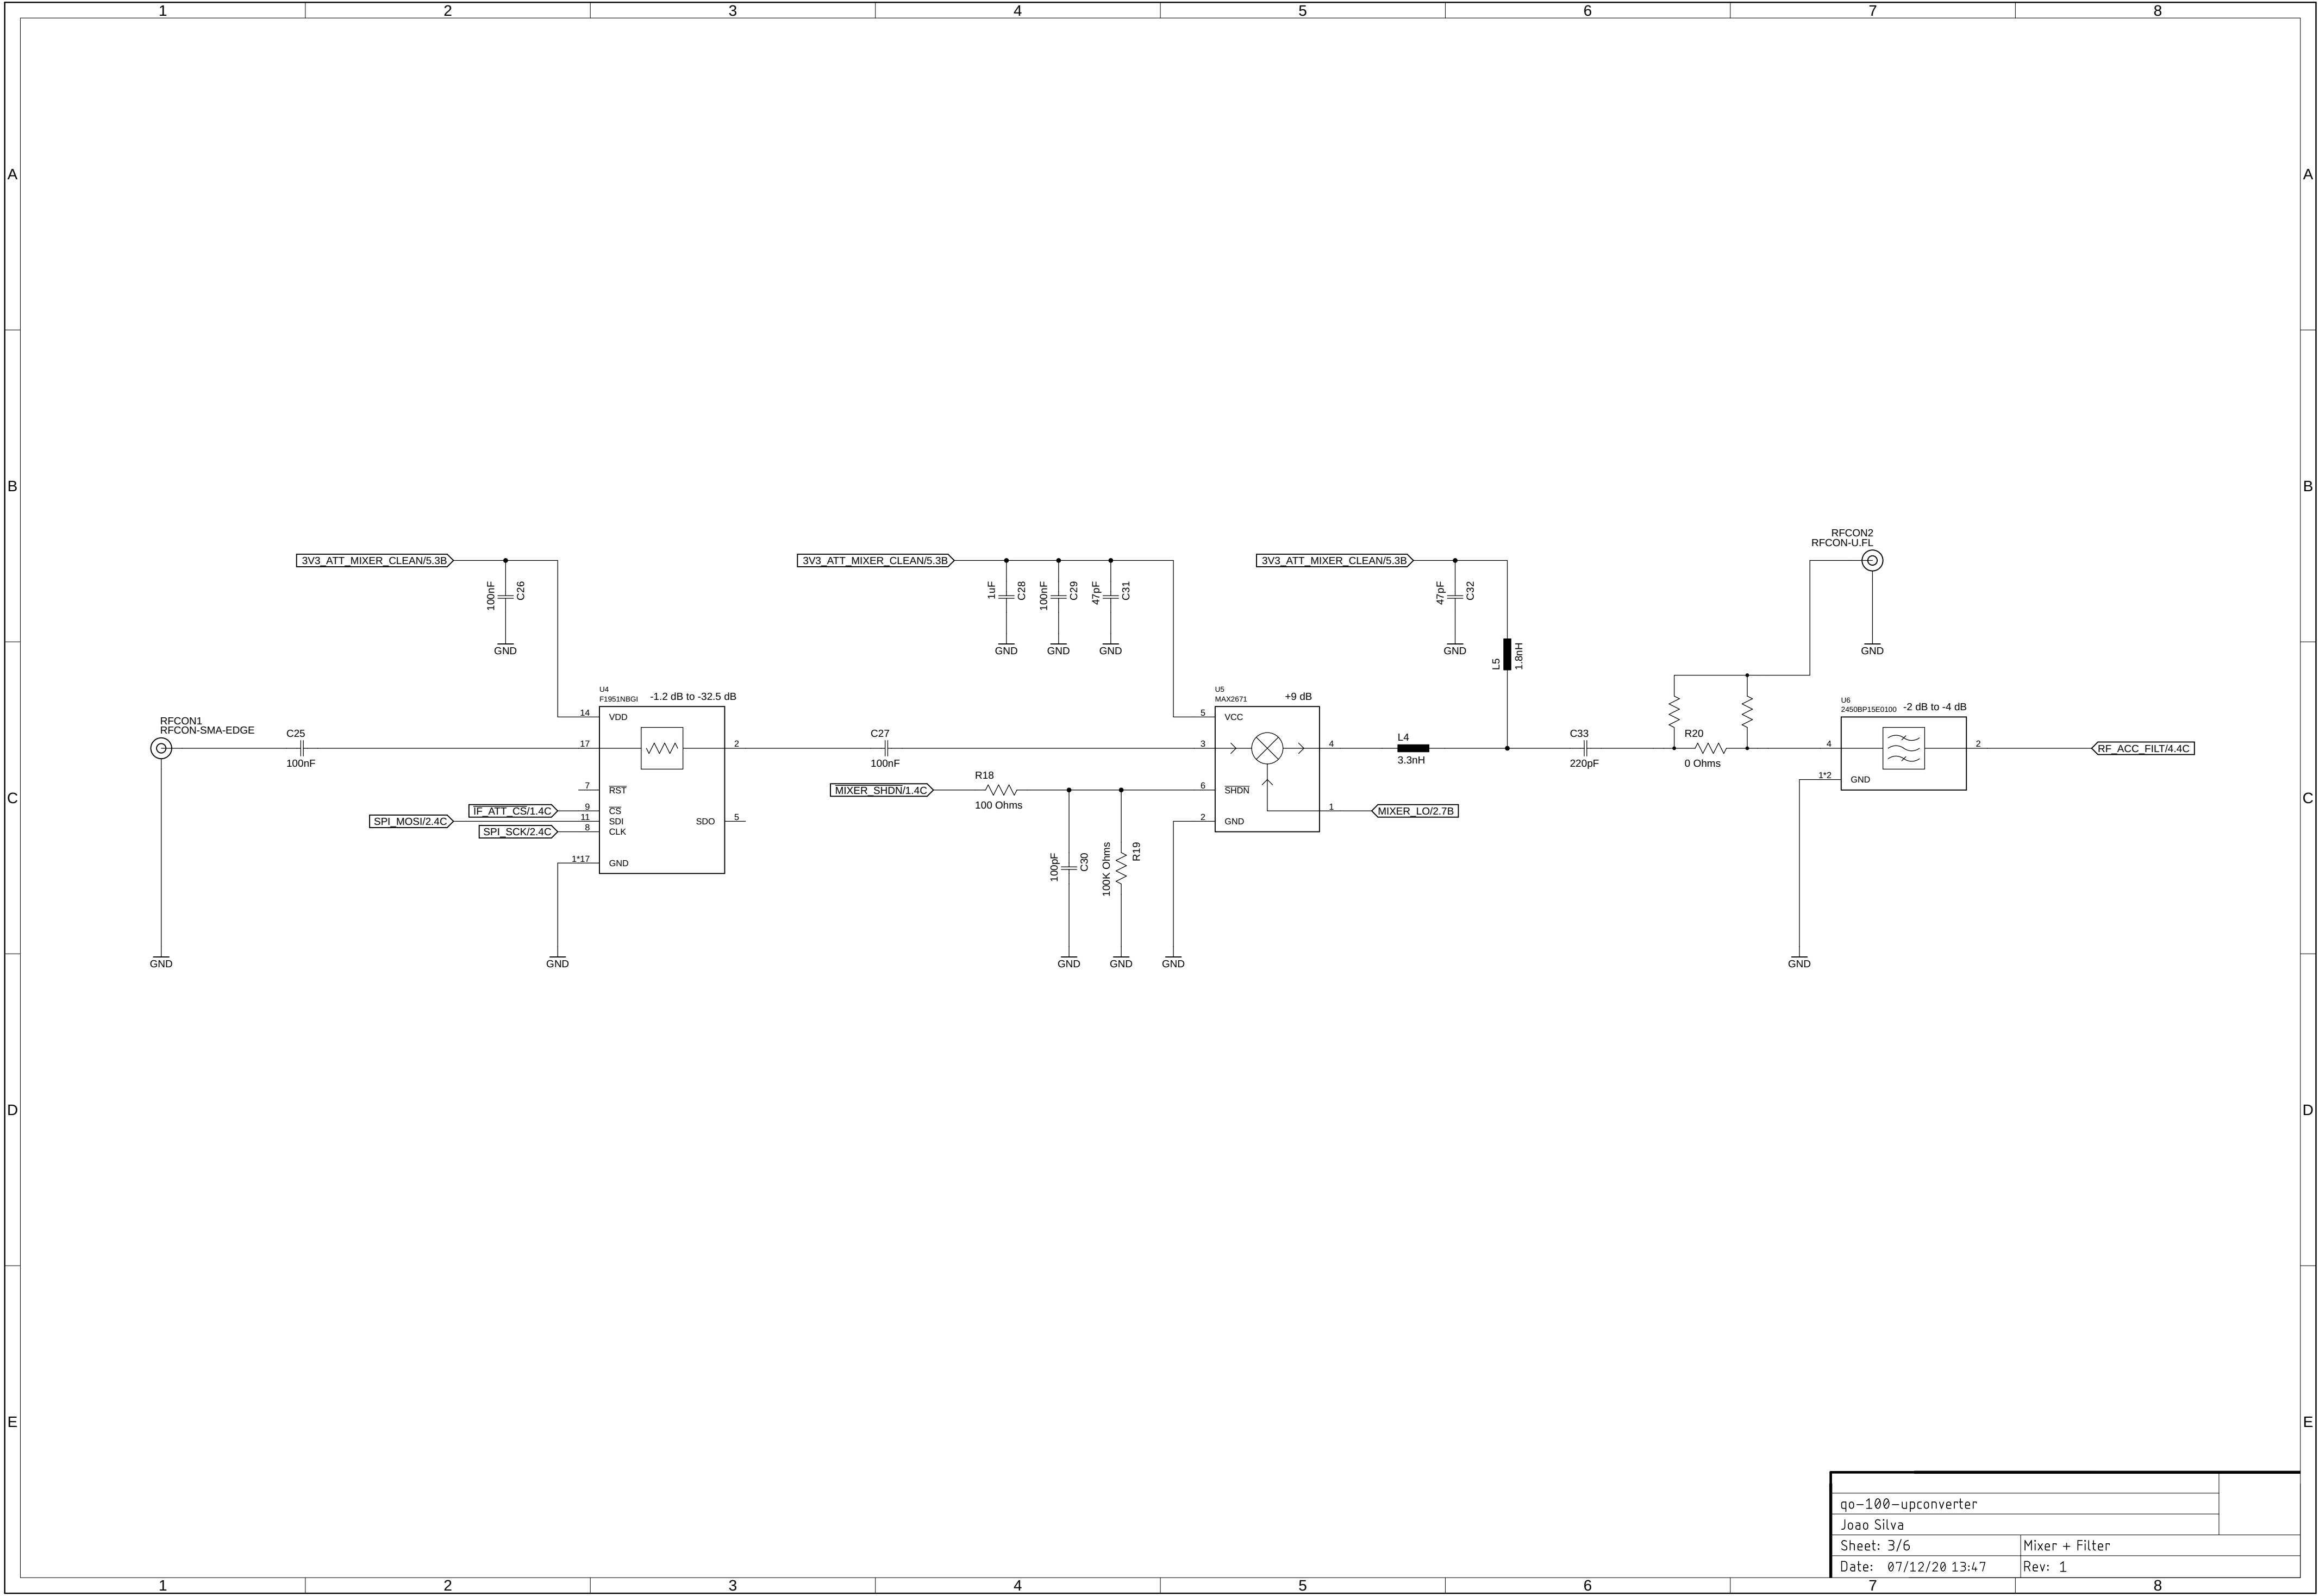 1 2 3 4 5 6 7 8
A A
B B
RFCON2
RFCON-U.FL
3V3_ATT_MIXER_CLEAN/5.3B
3V3_ATT_MIXER_CLEAN/5.3B
3V3_ATT_MIXER_CLEAN/5.3B
100nF C26
1uF C28
100nF C29
47pF C31
47pF C32
GND
GND
GND
GND
GND
GND
L5 1.8nH
U4
F1951NBGI -1.2 dB to -32.5 dB
14 VDD
17
2
7 RST
9 CS
11 SDI
8 CLK
SDO 5
1*17 GND
RFCON1
RFCON-SMA-EDGE
C25
100nF
IF_ATT_CS/1.4C
SPI_MOSI/2.4C
SPI_SCK/2.4C
C27
100nF
MIXER_SHDN/1.4C
R18
100 Ohms
100pF C30
100K Ohms R19
U5
MAX2671 +9 dB
5 VCC
3
4
6 SHDN
1
2 GND
MIXER_LO/2.7B
L4
3.3nH
C33
220pF
R20
0 Ohms
U6
2450BP15E0100 -2 dB to -4 dB
4
2
1*2 GND
RF_ACC_FILT/4.4C
C C
GND
GND
GND
GND
GND
GND
D D
E E
qo-100-upconverter
Joao Silva
Sheet: 3/6 Mixer + Filter
Date: 07/12/20 13:47 Rev: 1
1 2 3 4 5 6 7 8